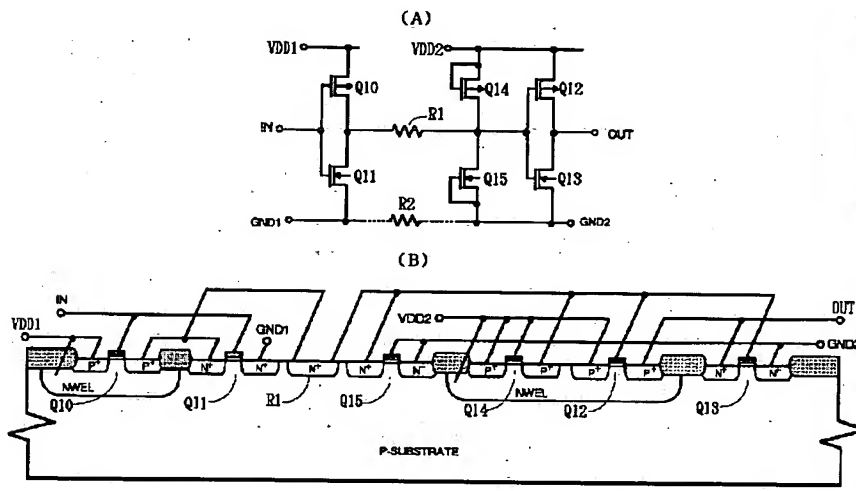 (A)
VDD1 VDD2
Q10 Q14 Q12
R1
IN OUT
Q11 Q15 Q13
R2
GND1 GND2
(B)
IN OUT
VDD1 GND1 VDD2 GND2
P+ P+ N+ N+ N+ N+ N- P+ P+ P+ P+ N+ N+
NWEL NWEL
Q10 Q11 R1 Q15 Q14 Q12 Q13
P-SUBSTRATE